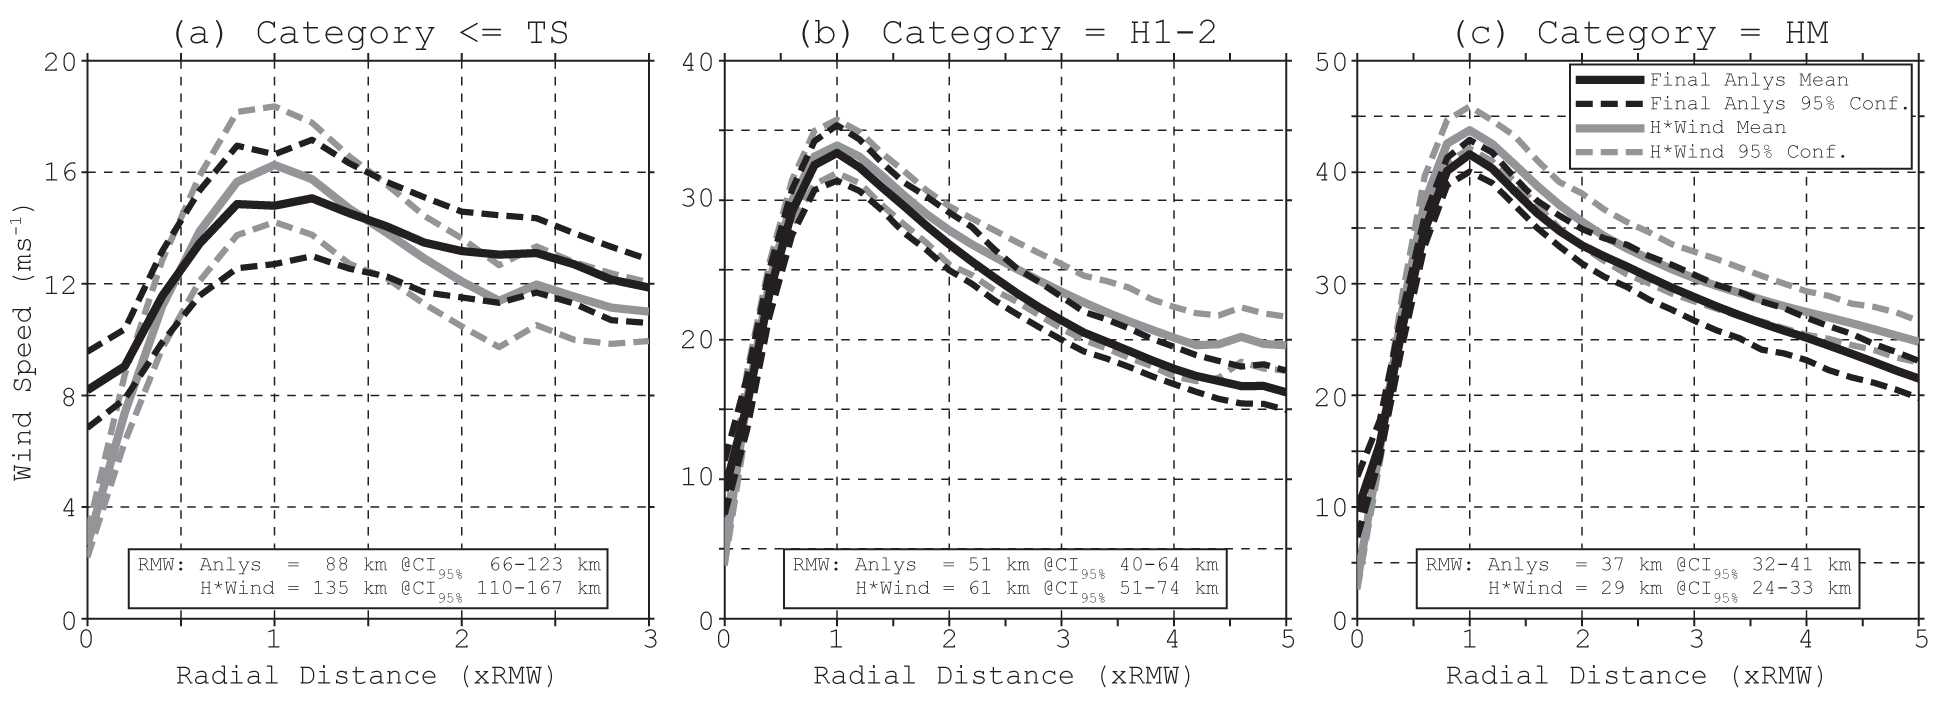 (a) Category <= TS
(b) Category = H1-2
(c) Category = HM
Wind Speed (ms⁻¹)
20
16
12
8
4
0
0 1 2 3
Radial Distance (xRMW)
RMW: Anlys = 88 km @CI95% 66-123 km
H*Wind = 135 km @CI95% 110-167 km
40
30
20
10
0
0 1 2 3 4 5
Radial Distance (xRMW)
RMW: Anlys = 51 km @CI95% 40-64 km
H*Wind = 61 km @CI95% 51-74 km
50
40
30
20
10
0
0 1 2 3 4 5
Radial Distance (xRMW)
Final Anlys Mean
Final Anlys 95% Conf.
H*Wind Mean
H*Wind 95% Conf.
RMW: Anlys = 37 km @CI95% 32-41 km
H*Wind = 29 km @CI95% 24-33 km